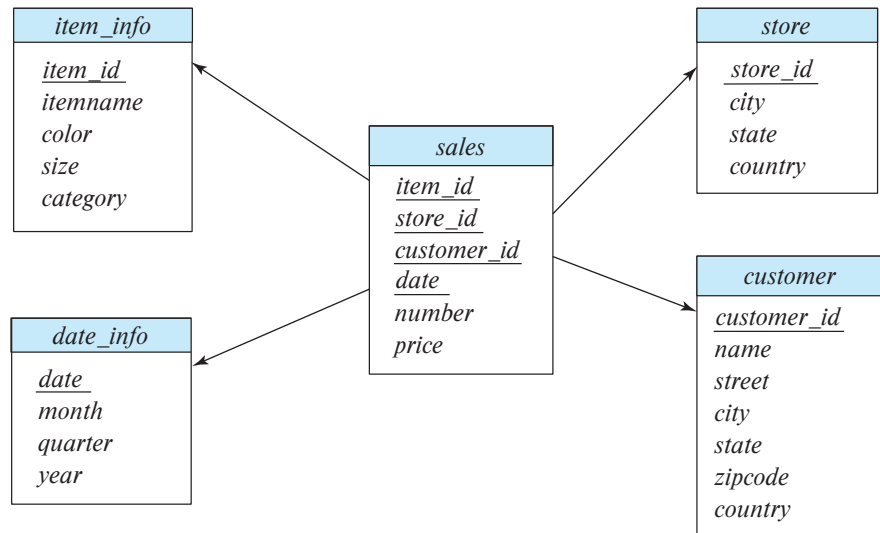 item_info
item_id
itemname
color
size
category
store
store_id
city
state
country
sales
item_id
store_id
customer_id
date
number
price
date_info
date
month
quarter
year
customer
customer_id
name
street
city
state
zipcode
country